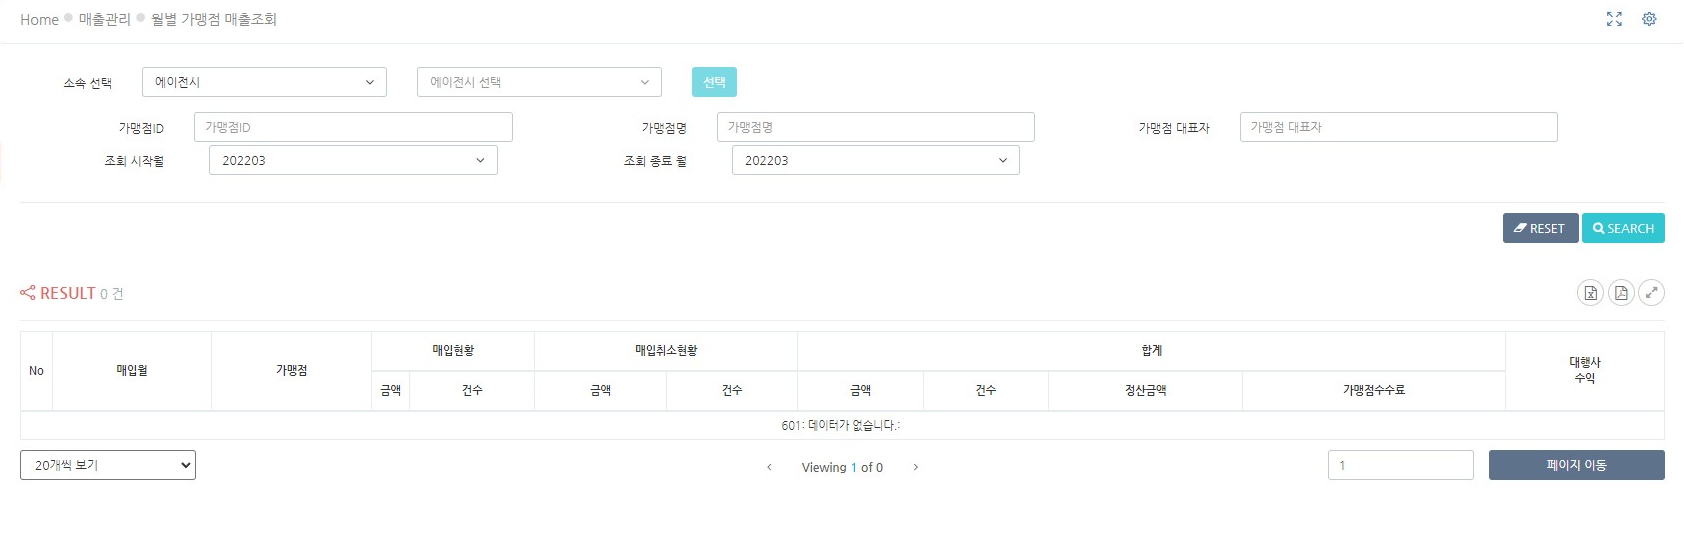 Home 매출관리 월별 가맹점 매출조회
소속 선택 에이전시 에이전시 선택 선택
가맹점ID 가맹점ID 가맹점명 가맹점명 가맹점 대표자 가맹점 대표자
조회 시작월 202203 조회 종료 월 202203
RESET SEARCH
RESULT 0 건
No 매입월 가맹점 매입현황 매입취소현황 합계 대행사
수익
금액 건수 금액 건수 금액 건수 정산금액 가맹점수수료
601: 데이터가 없습니다.:
20개씩 보기 Viewing 1 of 0 1 페이지 이동